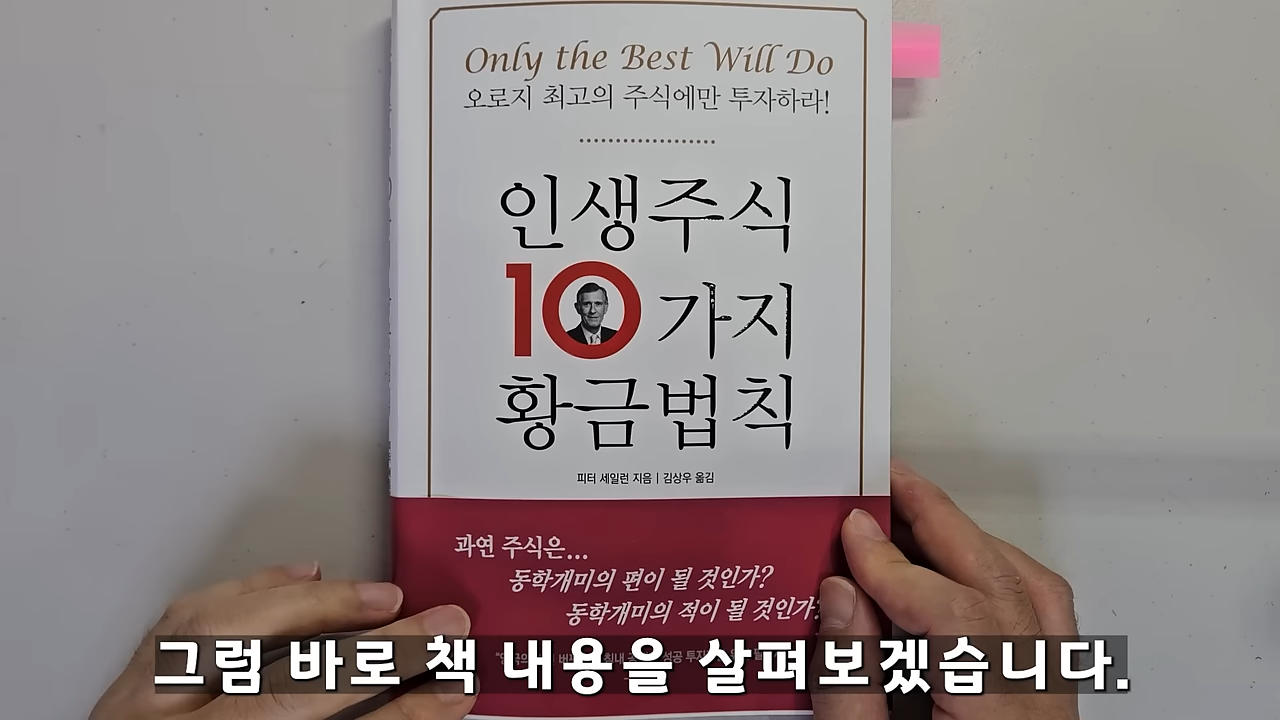 Only the Best Will Do
오로지 최고의 주식에만 투자하라!
인생주식
10가지
황금법칙
피터 세일런 지음 | 김상우 옮김
과연 주식은...
동학개미의 편이 될 것인가?
동학개미의 적이 될 것인가?
그럼 바로 책 내용을 살펴보겠습니다.